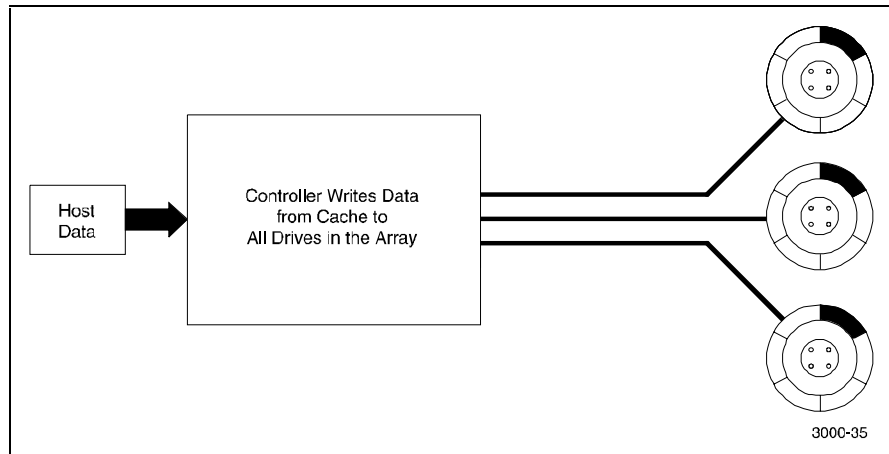 Host
Data
Controller Writes Data
from Cache to
All Drives in the Array
3000-35